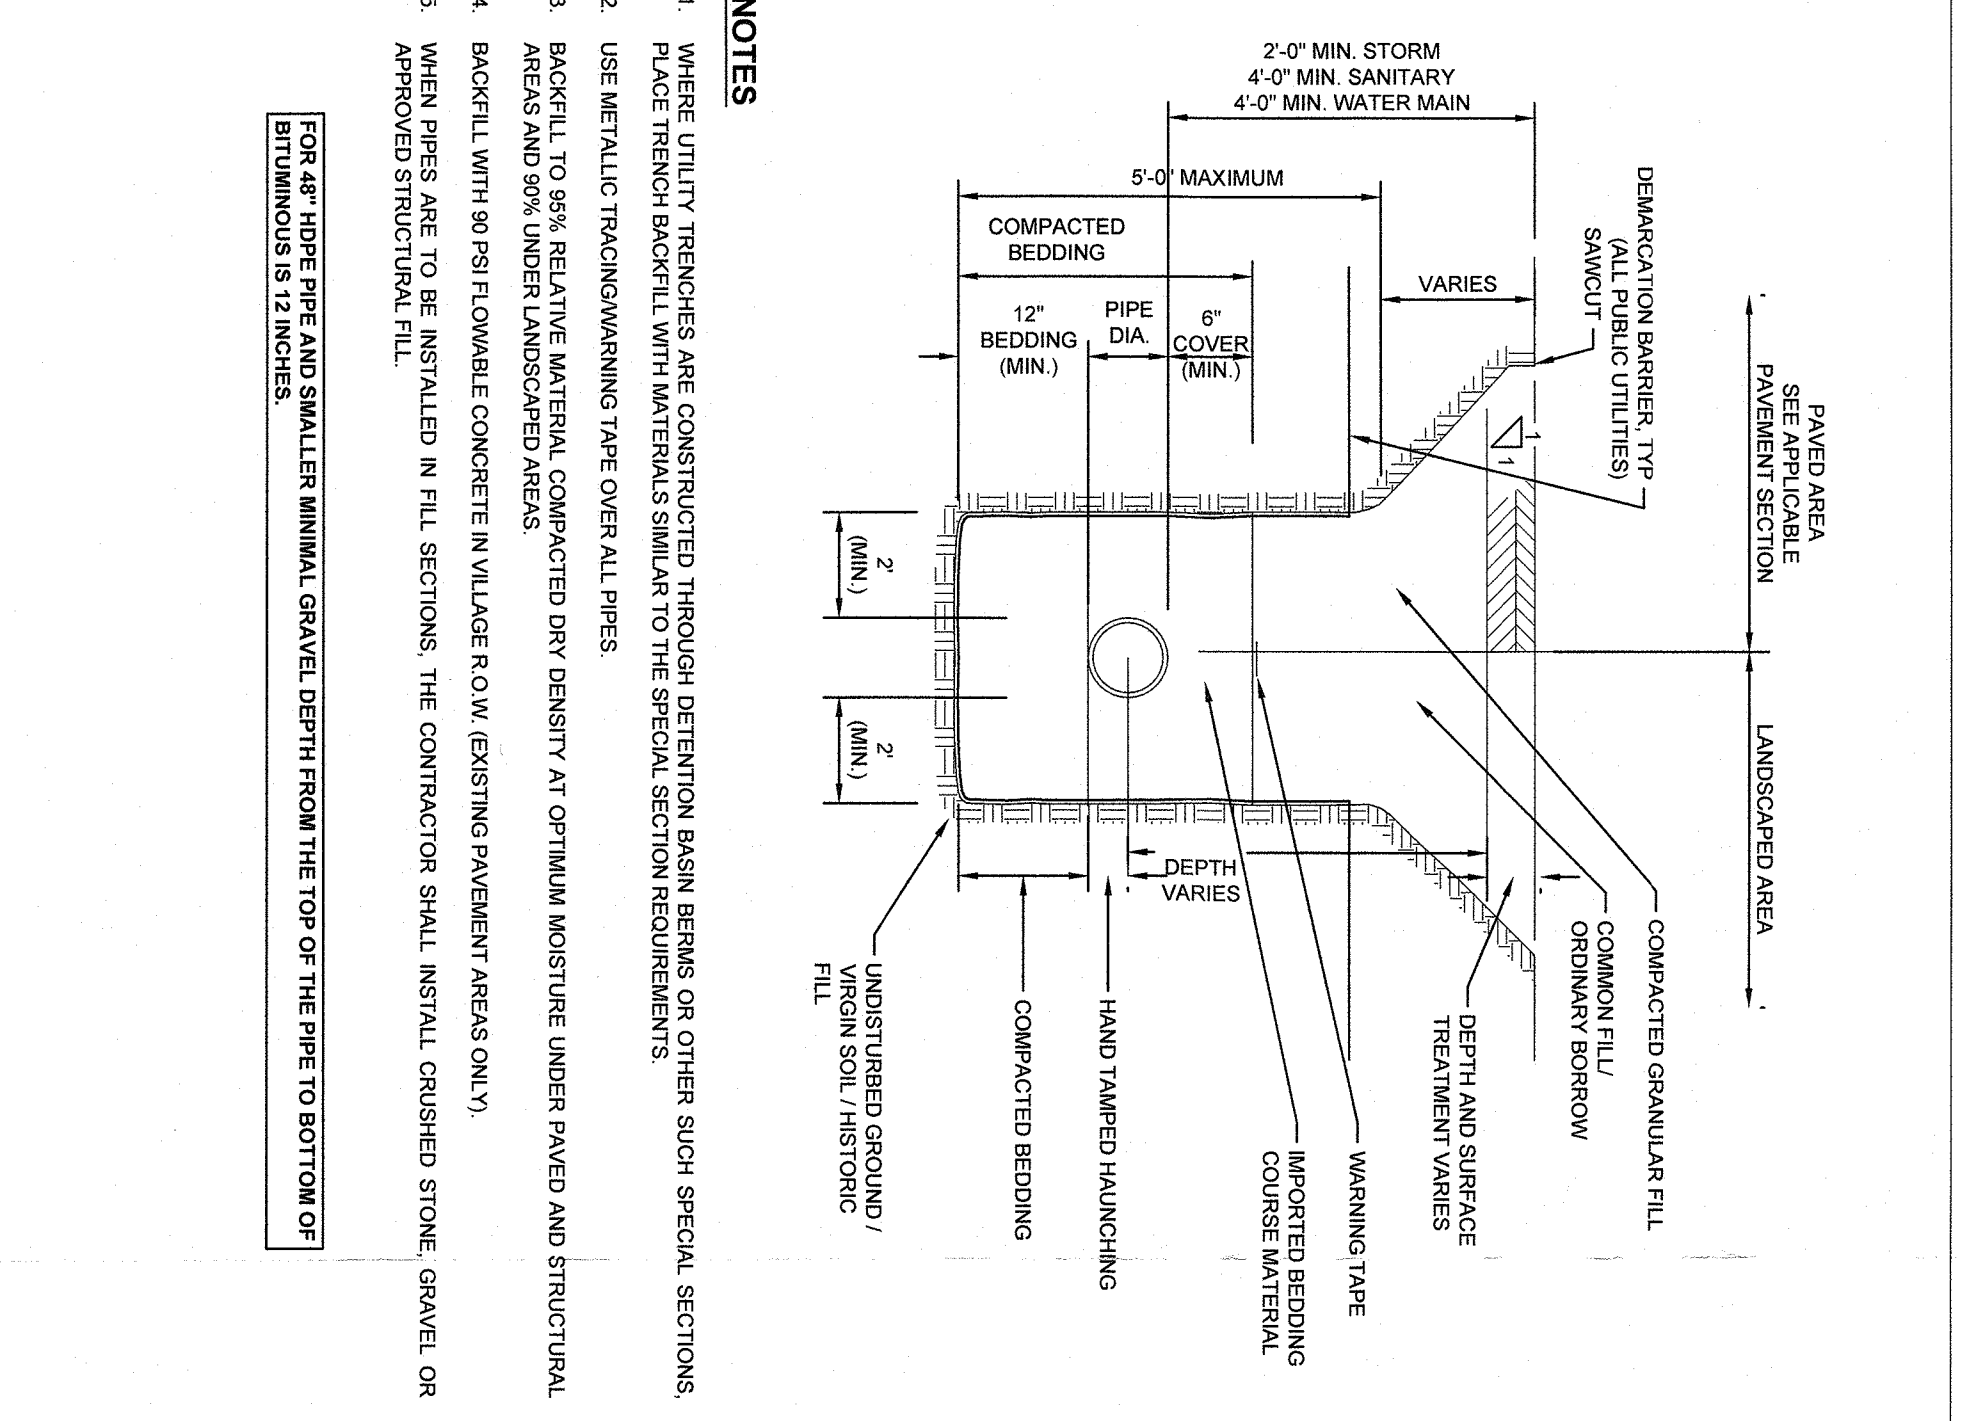 PAVED AREA
SEE APPLICABLE
PAVEMENT SECTION
LANDSCAPED AREA
DEMARCATION BARRIER, TYP
(ALL PUBLIC UTILITIES)
SAWCUT
2'-0" MIN. STORM
4'-0" MIN. SANITARY
4'-0" MIN. WATER MAIN
5'-0" MAXIMUM
VARIES
COMPACTED
BEDDING
12"
BEDDING
(MIN.)
PIPE
DIA.
6"
COVER
(MIN.)
1
1
2'
(MIN.)
2'
(MIN.)
DEPTH
VARIES
COMPACTED GRANULAR FILL
COMMON FILL/
ORDINARY BORROW
DEPTH AND SURFACE
TREATMENT VARIES
WARNING TAPE
IMPORTED BEDDING
COURSE MATERIAL
HAND TAMPED HAUNCHING
COMPACTED BEDDING
UNDISTURBED GROUND /
VIRGIN SOIL / HISTORIC
FILL
NOTES
1. WHERE UTILITY TRENCHES ARE CONSTRUCTED THROUGH DETENTION BASIN BERMS OR OTHER SUCH SPECIAL SECTIONS,
PLACE TRENCH BACKFILL WITH MATERIALS SIMILAR TO THE SPECIAL SECTION REQUIREMENTS.
2. USE METALLIC TRACING/WARNING TAPE OVER ALL PIPES.
3. BACKFILL TO 95% RELATIVE MATERIAL COMPACTED DRY DENSITY AT OPTIMUM MOISTURE UNDER PAVED AND STRUCTURAL
AREAS AND 90% UNDER LANDSCAPED AREAS.
4. BACKFILL WITH 90 PSI FLOWABLE CONCRETE IN VILLAGE R.O.W. (EXISTING PAVEMENT AREAS ONLY).
5. WHEN PIPES ARE TO BE INSTALLED IN FILL SECTIONS, THE CONTRACTOR SHALL INSTALL CRUSHED STONE, GRAVEL OR
APPROVED STRUCTURAL FILL.
FOR 48" HDPE PIPE AND SMALLER MINIMAL GRAVEL DEPTH FROM THE TOP OF THE PIPE TO BOTTOM OF
BITUMINOUS IS 12 INCHES.